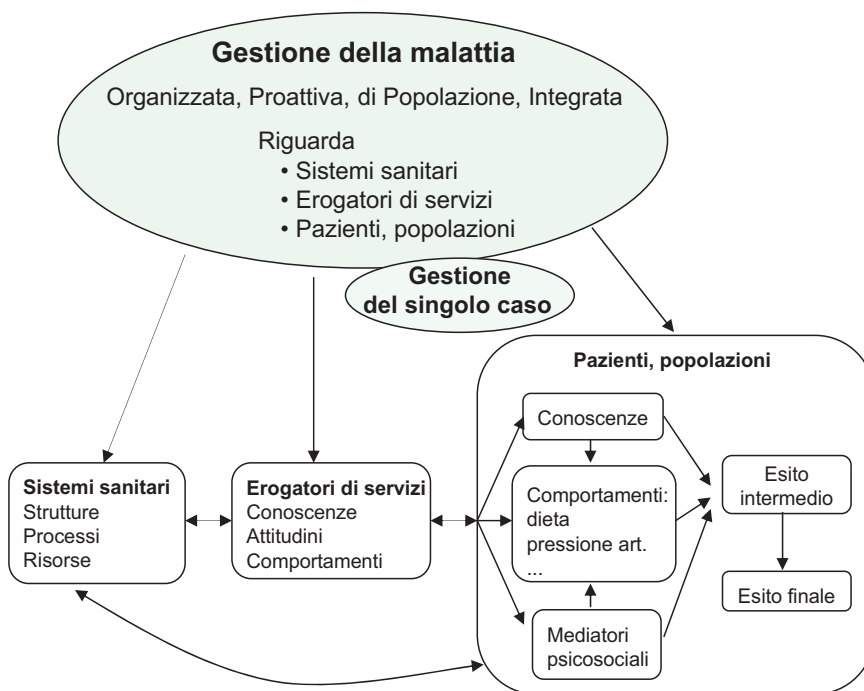 Gestione della malattia
Organizzata, Proattiva, di Popolazione, Integrata
Riguarda
• Sistemi sanitari
• Erogatori di servizi
• Pazienti, popolazioni
Gestione
del singolo caso
Sistemi sanitari
Strutture
Processi
Risorse
Erogatori di servizi
Conoscenze
Attitudini
Comportamenti
Pazienti, popolazioni
Conoscenze
Comportamenti:
dieta
pressione art.
...
Mediatori
psicosociali
Esito
intermedio
Esito finale